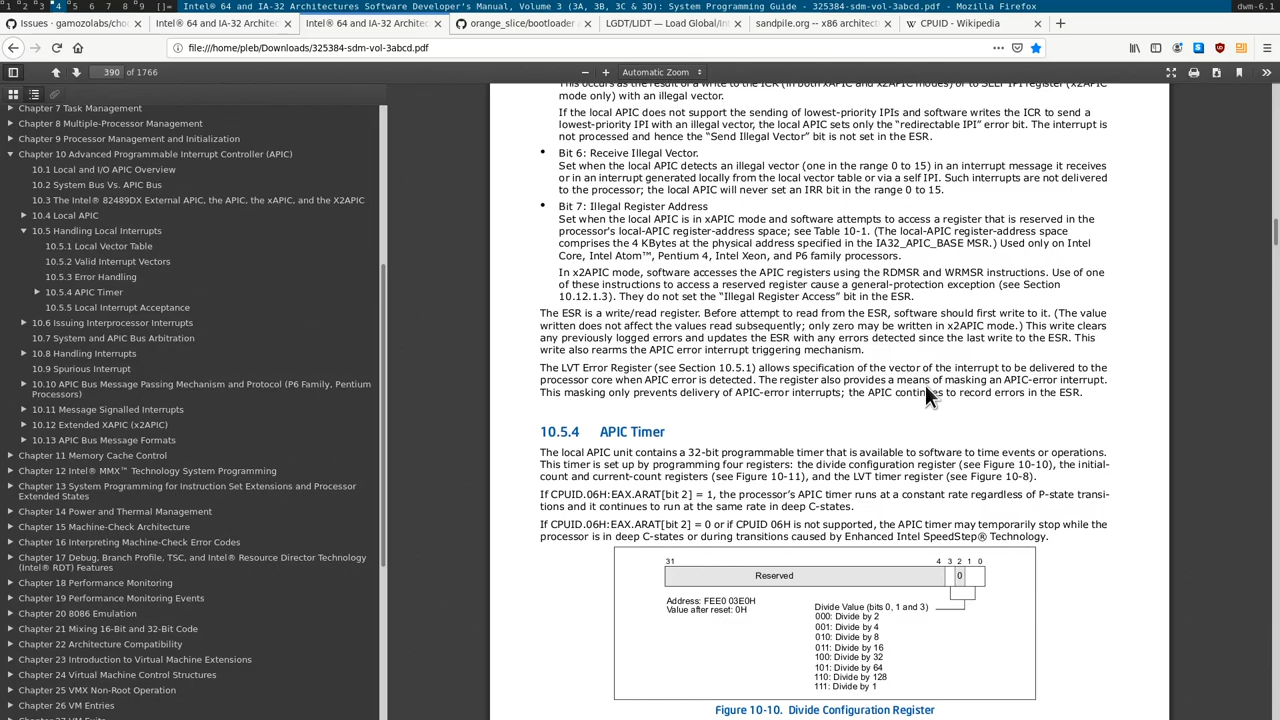 1 2 3 4 5 6 7 8 9 Intel® 64 and IA-32 Architectures Software Developer's Manual, Volume 3 (3A, 3B, 3C & 3D): System Programming Guide - 325384-sdm-vol-3abcd.pdf - Mozilla Firefox dwm-6.1
Issues · gamozolabs/choc Intel® 64 and IA-32 Architec Intel® 64 and IA-32 Architec orange_slice/bootloader LGDT/LIDT — Load Global/In sandpile.org -- x86 architect CPUID - Wikipedia
file:///home/pleb/Downloads/325384-sdm-vol-3abcd.pdf
390 of 1766 Automatic Zoom
Chapter 7 Task Management
Chapter 8 Multiple-Processor Management
Chapter 9 Processor Management and Initialization
Chapter 10 Advanced Programmable Interrupt Controller (APIC)
10.1 Local and I/O APIC Overview
10.2 System Bus Vs. APIC Bus
10.3 The Intel® 82489DX External APIC, the APIC, the xAPIC, and the X2APIC
10.4 Local APIC
10.5 Handling Local Interrupts
10.5.1 Local Vector Table
10.5.2 Valid Interrupt Vectors
10.5.3 Error Handling
10.5.4 APIC Timer
10.5.5 Local Interrupt Acceptance
10.6 Issuing Interprocessor Interrupts
10.7 System and APIC Bus Arbitration
10.8 Handling Interrupts
10.9 Spurious Interrupt
10.10 APIC Bus Message Passing Mechanism and Protocol (P6 Family, Pentium
Processors)
10.11 Message Signalled Interrupts
10.12 Extended XAPIC (x2APIC)
10.13 APIC Bus Message Formats
Chapter 11 Memory Cache Control
Chapter 12 Intel® MMX™ Technology System Programming
Chapter 13 System Programming for Instruction Set Extensions and Processor
Extended States
Chapter 14 Power and Thermal Management
Chapter 15 Machine-Check Architecture
Chapter 16 Interpreting Machine-Check Error Codes
Chapter 17 Debug, Branch Profile, TSC, and Intel® Resource Director Technology
(Intel® RDT) Features
Chapter 18 Performance Monitoring
Chapter 19 Performance Monitoring Events
Chapter 20 8086 Emulation
Chapter 21 Mixing 16-Bit and 32-Bit Code
Chapter 22 Architecture Compatibility
Chapter 23 Introduction to Virtual Machine Extensions
Chapter 24 Virtual Machine Control Structures
Chapter 25 VMX Non-Root Operation
Chapter 26 VM Entries
Chapter 27 VM Exits
This occurs as the result of a write to the ICR (in both xAPIC and x2APIC modes) or to SELF IPI register (x2APIC
mode only) with an illegal vector.
If the local APIC does not support the sending of lowest-priority IPIs and software writes the ICR to send a
lowest-priority IPI with an illegal vector, the local APIC sets only the “redirectable IPI” error bit. The interrupt is
not processed and hence the “Send Illegal Vector” bit is not set in the ESR.
• Bit 6: Receive Illegal Vector.
Set when the local APIC detects an illegal vector (one in the range 0 to 15) in an interrupt message it receives
or in an interrupt generated locally from the local vector table or via a self IPI. Such interrupts are not delivered
to the processor; the local APIC will never set an IRR bit in the range 0 to 15.
• Bit 7: Illegal Register Address
Set when the local APIC is in xAPIC mode and software attempts to access a register that is reserved in the
processor's local-APIC register-address space; see Table 10-1. (The local-APIC register-address space
comprises the 4 KBytes at the physical address specified in the IA32_APIC_BASE MSR.) Used only on Intel
Core, Intel Atom™, Pentium 4, Intel Xeon, and P6 family processors.
In x2APIC mode, software accesses the APIC registers using the RDMSR and WRMSR instructions. Use of one
of these instructions to access a reserved register cause a general-protection exception (see Section
10.12.1.3). They do not set the “Illegal Register Access” bit in the ESR.
The ESR is a write/read register. Before attempt to read from the ESR, software should first write to it. (The value
written does not affect the values read subsequently; only zero may be written in x2APIC mode.) This write clears
any previously logged errors and updates the ESR with any errors detected since the last write to the ESR. This
write also rearms the APIC error interrupt triggering mechanism.
The LVT Error Register (see Section 10.5.1) allows specification of the vector of the interrupt to be delivered to the
processor core when APIC error is detected. The register also provides a means of masking an APIC-error interrupt.
This masking only prevents delivery of APIC-error interrupts; the APIC continues to record errors in the ESR.
10.5.4 APIC Timer
The local APIC unit contains a 32-bit programmable timer that is available to software to time events or operations.
This timer is set up by programming four registers: the divide configuration register (see Figure 10-10), the initial-
count and current-count registers (see Figure 10-11), and the LVT timer register (see Figure 10-8).
If CPUID.06H:EAX.ARAT[bit 2] = 1, the processor's APIC timer runs at a constant rate regardless of P-state transi-
tions and it continues to run at the same rate in deep C-states.
If CPUID.06H:EAX.ARAT[bit 2] = 0 or if CPUID 06H is not supported, the APIC timer may temporarily stop while the
processor is in deep C-states or during transitions caused by Enhanced Intel SpeedStep® Technology.
31 4 3 2 1 0
Reserved 0
Address: FEE0 03E0H
Value after reset: 0H
Divide Value (bits 0, 1 and 3)
000: Divide by 2
001: Divide by 4
010: Divide by 8
011: Divide by 16
100: Divide by 32
101: Divide by 64
110: Divide by 128
111: Divide by 1
Figure 10-10. Divide Configuration Register